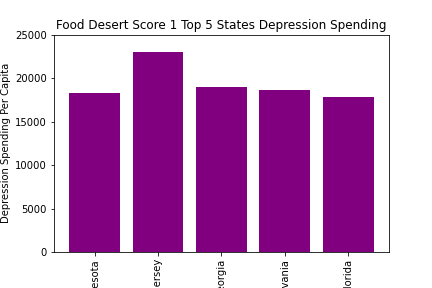 Food Desert Score 1 Top 5 States Depression Spending
Depression Spending Per Capita
25000
20000
15000
10000
5000
0
esota
ersey
orgia
vania
lorida